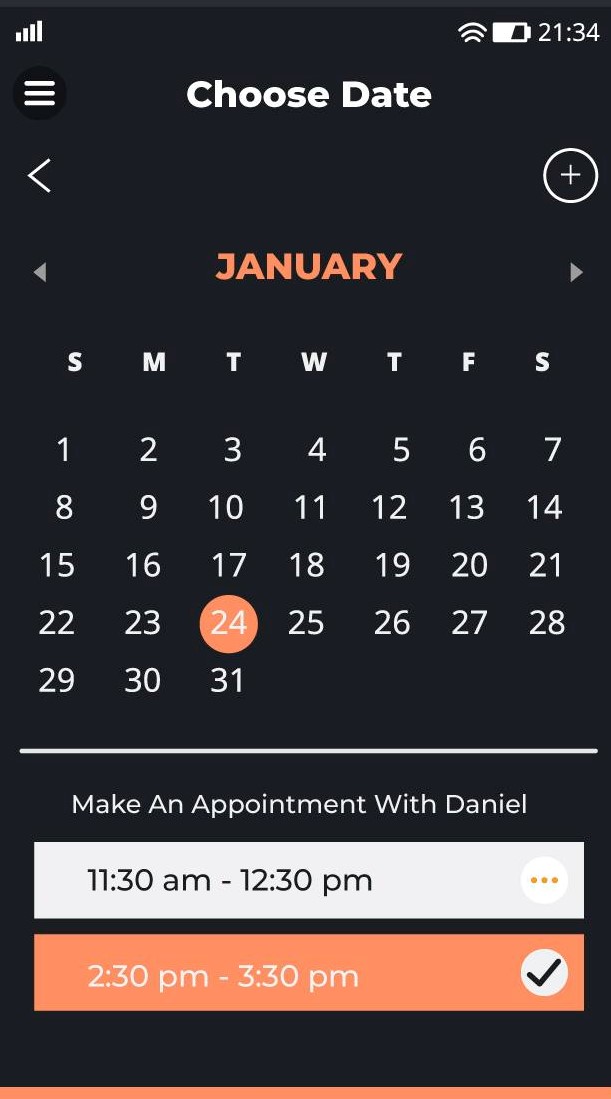 21:34
Choose Date
JANUARY
S M T W T F S
1 2 3 4 5 6 7
8 9 10 11 12 13 14
15 16 17 18 19 20 21
22 23 24 25 26 27 28
29 30 31
Make An Appointment With Daniel
11:30 am - 12:30 pm
2:30 pm - 3:30 pm